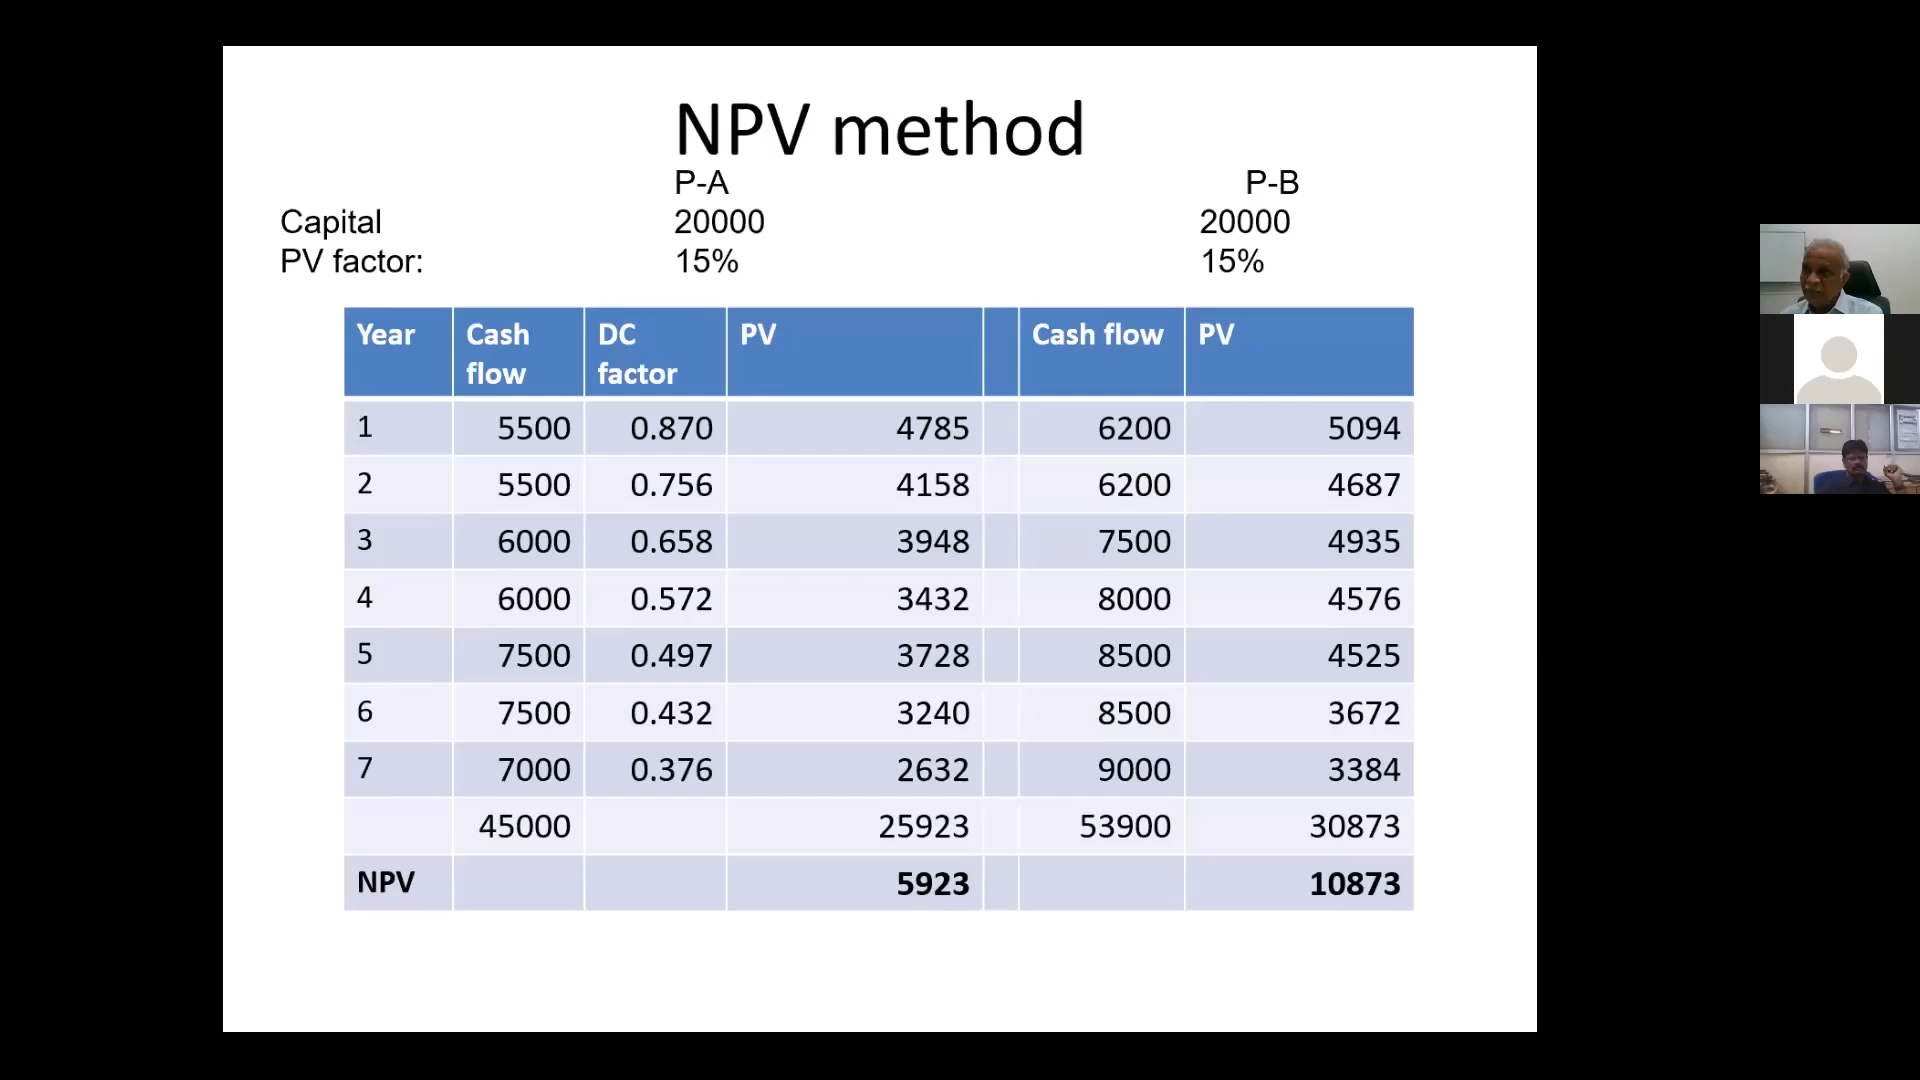 NPV method
P-A P-B
Capital 20000 20000
PV factor: 15% 15%
Year Cash flow DC factor PV Cash flow PV
1 5500 0.870 4785 6200 5094
2 5500 0.756 4158 6200 4687
3 6000 0.658 3948 7500 4935
4 6000 0.572 3432 8000 4576
5 7500 0.497 3728 8500 4525
6 7500 0.432 3240 8500 3672
7 7000 0.376 2632 9000 3384
45000 25923 53900 30873
NPV 5923 10873